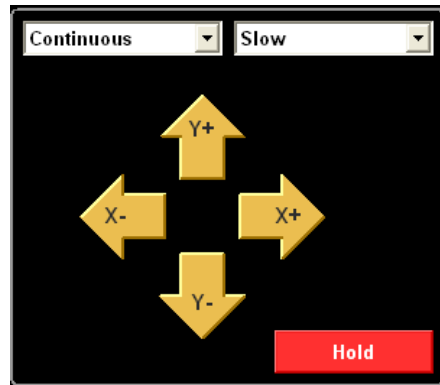 Continuous
Slow
Y+
X-
X+
Y-
Hold